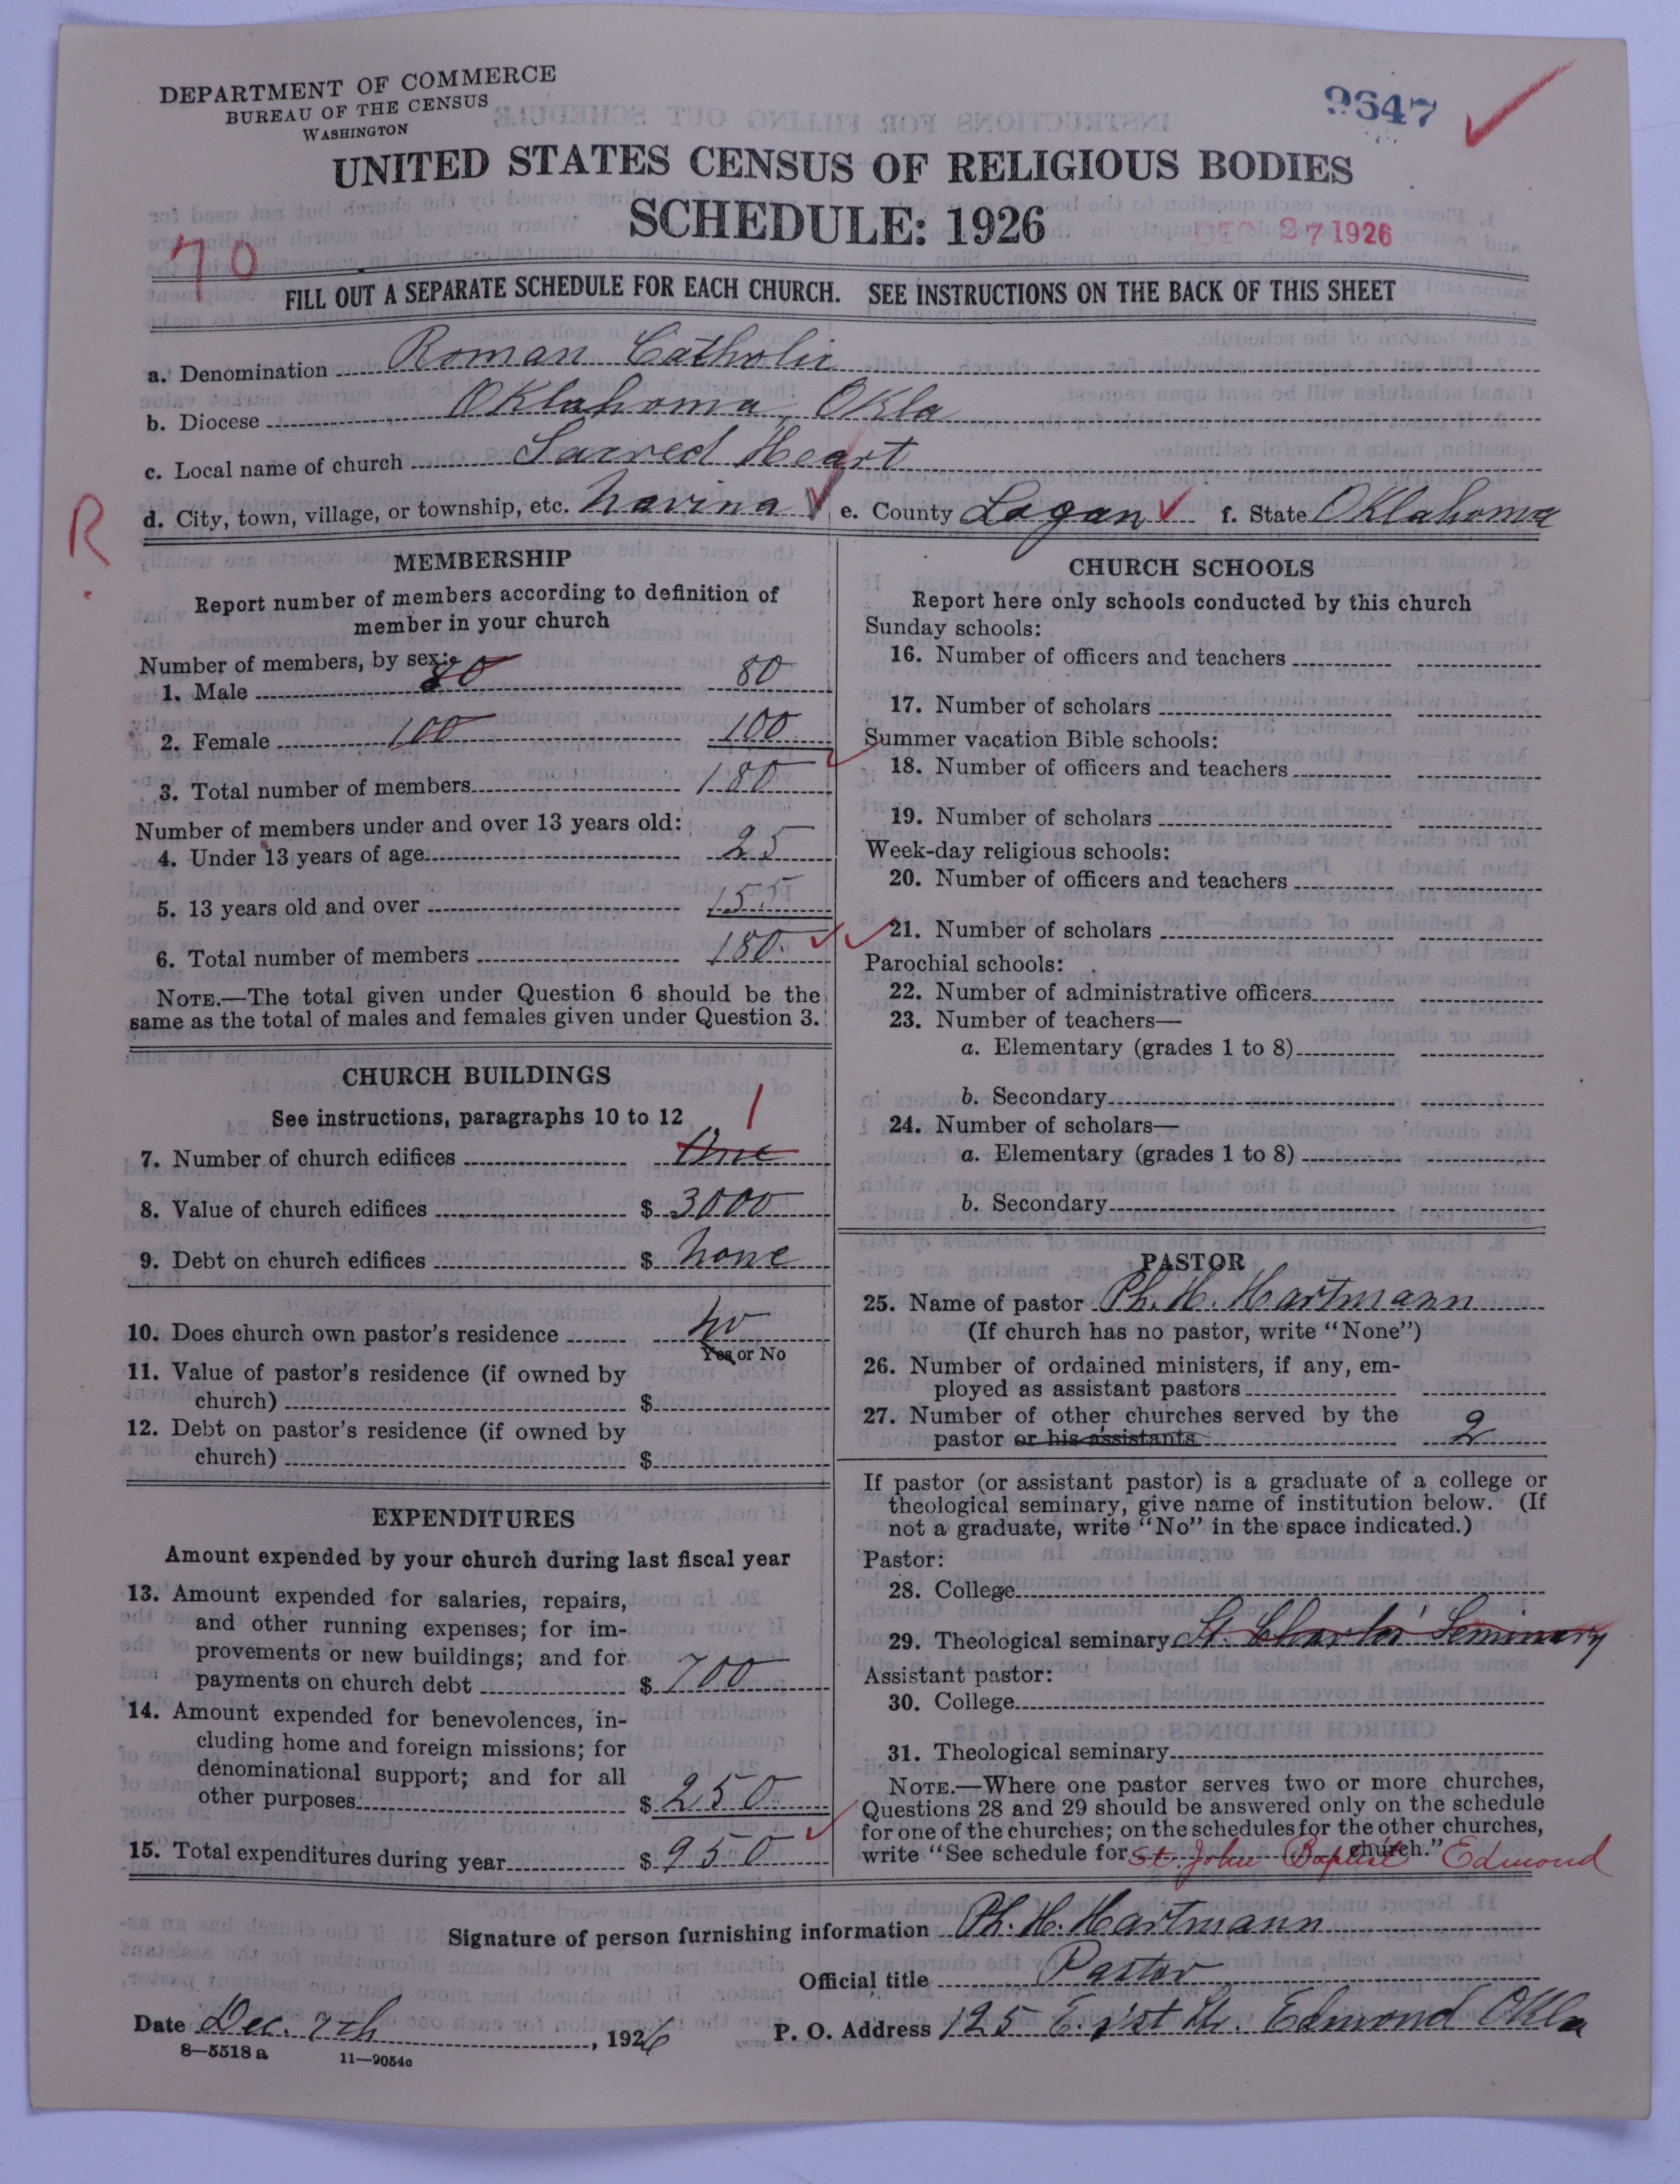 DEPARTMENT OF COMMERCE
BUREAU OF THE CENSUS
WASHINGTON
9647
UNITED STATES CENSUS OF RELIGIOUS BODIES
SCHEDULE: 1926
DEC 27 1926
70
FILL OUT A SEPARATE SCHEDULE FOR EACH CHURCH. SEE INSTRUCTIONS ON THE BACK OF THIS SHEET
a. Denomination Roman Catholic
b. Diocese Oklahoma, Okla
c. Local name of church Sacred Heart
d. City, town, village, or township, etc. Navina e. County Logan f. State Oklahoma
R
MEMBERSHIP
Report number of members according to definition of
member in your church
Number of members, by sex:
1. Male 80 80
2. Female 100 100
3. Total number of members 180
Number of members under and over 13 years old:
4. Under 13 years of age 25
5. 13 years old and over 155
6. Total number of members 180
NOTE.—The total given under Question 6 should be the
same as the total of males and females given under Question 3.
CHURCH BUILDINGS
See instructions, paragraphs 10 to 12
1
7. Number of church edifices One
8. Value of church edifices $ 3000
9. Debt on church edifices $ none
10. Does church own pastor's residence no
Yes or No
11. Value of pastor's residence (if owned by
church) $
12. Debt on pastor's residence (if owned by
church) $
EXPENDITURES
Amount expended by your church during last fiscal year
13. Amount expended for salaries, repairs,
and other running expenses; for im-
provements or new buildings; and for
payments on church debt $ 700
14. Amount expended for benevolences, in-
cluding home and foreign missions; for
denominational support; and for all
other purposes $ 250
15. Total expenditures during year $ 950
CHURCH SCHOOLS
Report here only schools conducted by this church
Sunday schools:
16. Number of officers and teachers
17. Number of scholars
Summer vacation Bible schools:
18. Number of officers and teachers
19. Number of scholars
Week-day religious schools:
20. Number of officers and teachers
21. Number of scholars
Parochial schools:
22. Number of administrative officers
23. Number of teachers—
a. Elementary (grades 1 to 8)
b. Secondary
24. Number of scholars—
a. Elementary (grades 1 to 8)
b. Secondary
PASTOR
25. Name of pastor Ph. H. Hartmann
(If church has no pastor, write "None")
26. Number of ordained ministers, if any, em-
ployed as assistant pastors
27. Number of other churches served by the
pastor or his assistants 2
If pastor (or assistant pastor) is a graduate of a college or
theological seminary, give name of institution below. (If
not a graduate, write "No" in the space indicated.)
Pastor:
28. College
29. Theological seminary St. Charles' Seminary
Assistant pastor:
30. College
31. Theological seminary
NOTE.—Where one pastor serves two or more churches,
Questions 28 and 29 should be answered only on the schedule
for one of the churches; on the schedules for the other churches,
write "See schedule for St. John Baptist church." Edmond
Signature of person furnishing information Ph. H. Hartmann
Official title Pastor
Date Dec. 7th, 1926 P. O. Address 125 E. 1st Str. Edmond Okla
8—5518 a 11—9054c